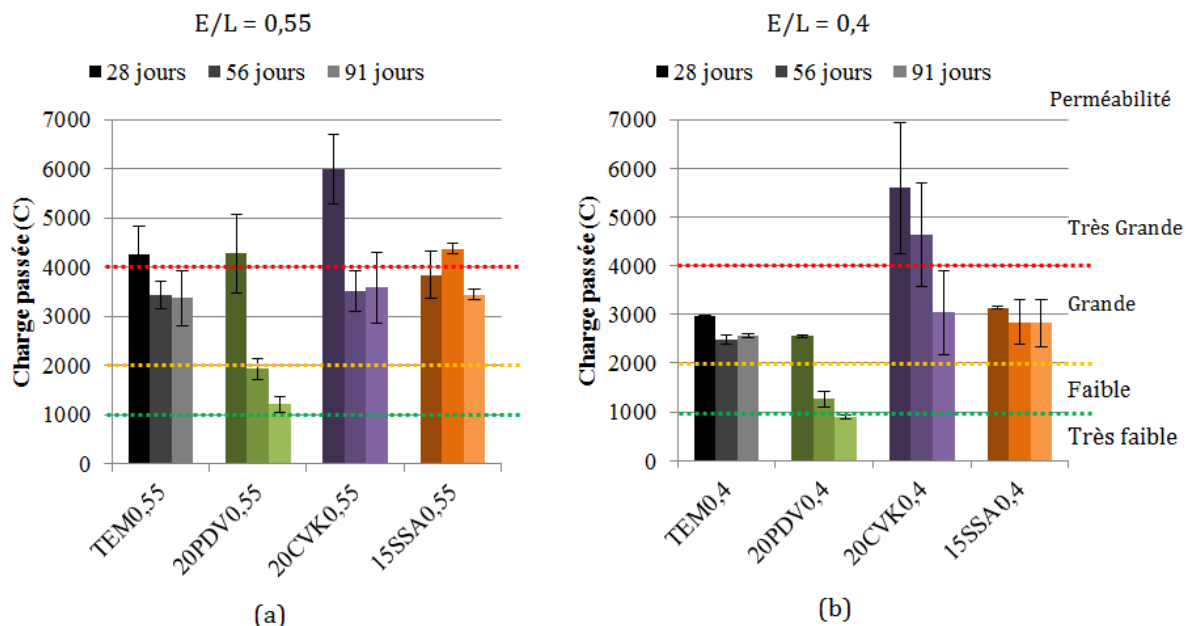 E/L = 0,55
28 jours 56 jours 91 jours
Charge passée (C)
7000
6000
5000
4000
3000
2000
1000
0
TEM0,55
20PDV0,55
20CVK0,55
15SSA0,55
(a)
E/L = 0,4
28 jours 56 jours 91 jours
Perméabilité
Charge passée (C)
7000
6000
5000
4000
3000
2000
1000
0
Très Grande
Grande
Faible
Très faible
TEM0,4
20PDV0,4
20CVK0,4
15SSA0,4
(b)